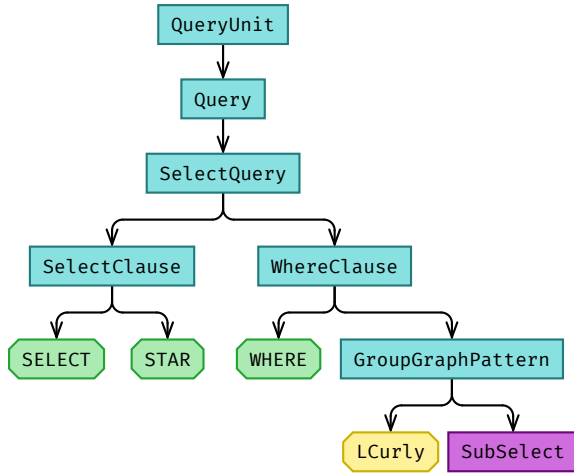 QueryUnit
Query
SelectQuery
SelectClause WhereClause
SELECT STAR WHERE GroupGraphPattern
LCurly SubSelect